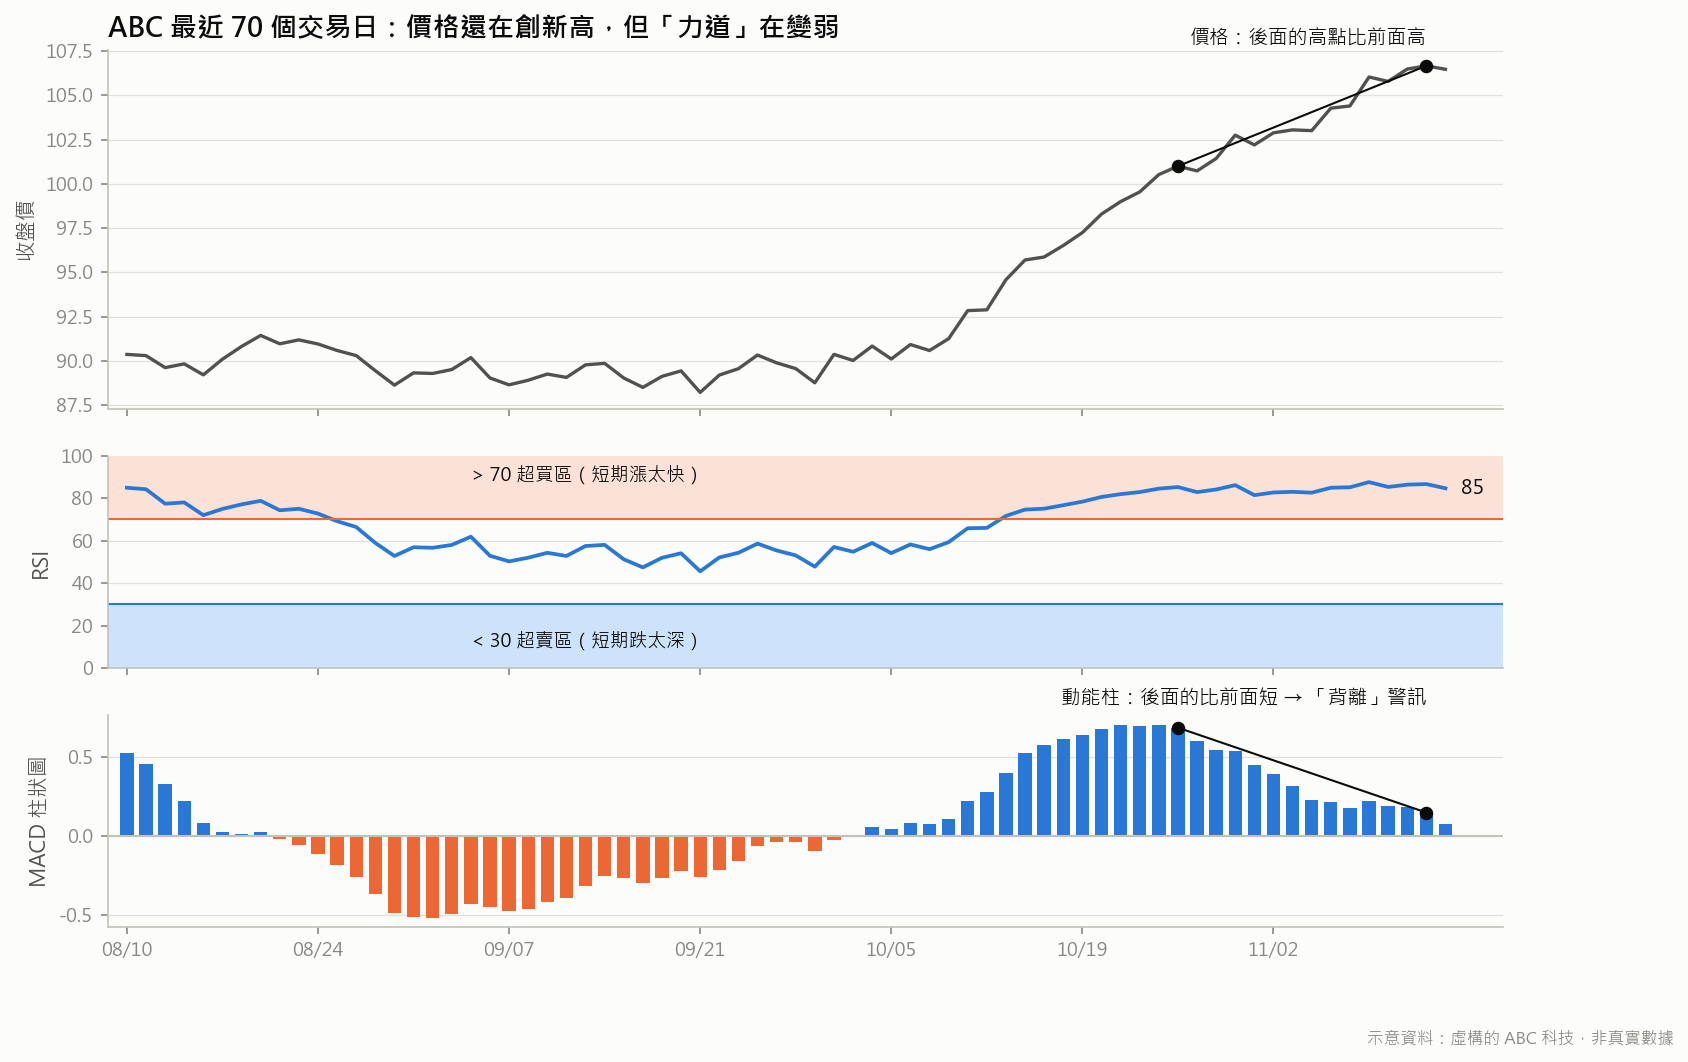 ABC 最近 70 個交易日：價格還在創新高，但「力道」在變弱
價格：後面的高點比前面高
收盤價
107.5
105.0
102.5
100.0
97.5
95.0
92.5
90.0
87.5
RSI
100
80
60
40
20
0
> 70 超買區（短期漲太快）
85
< 30 超賣區（短期跌太深）
動能柱：後面的比前面短 → 「背離」警訊
MACD 柱狀圖
0.5
0.0
-0.5
08/10
08/24
09/07
09/21
10/05
10/19
11/02
示意資料：虛構的 ABC 科技，非真實數據